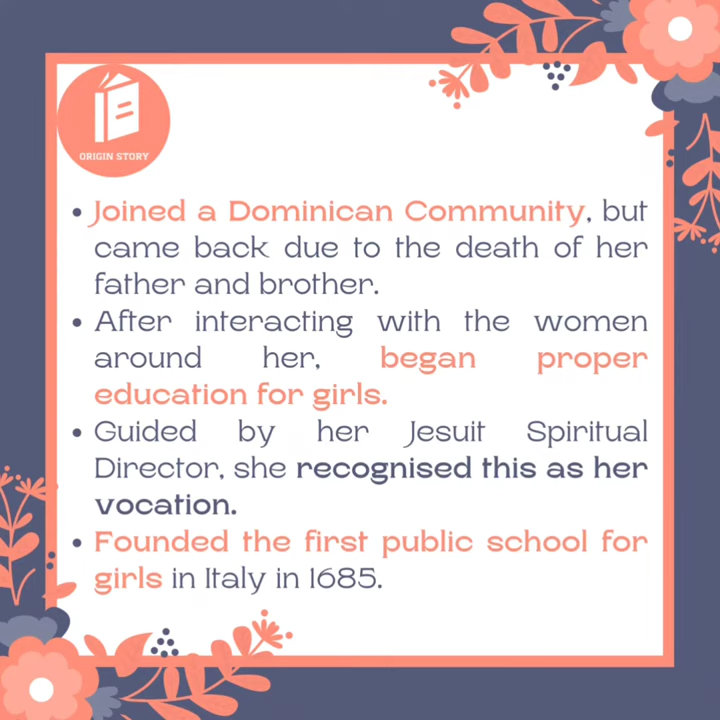 ORIGIN STORY
• Joined a Dominican Community, but
came back due to the death of her
father and brother.
• After interacting with the women
around her, began proper
education for girls.
• Guided by her Jesuit Spiritual
Director, she recognised this as her
vocation.
• Founded the first public school for
girls in Italy in 1685.